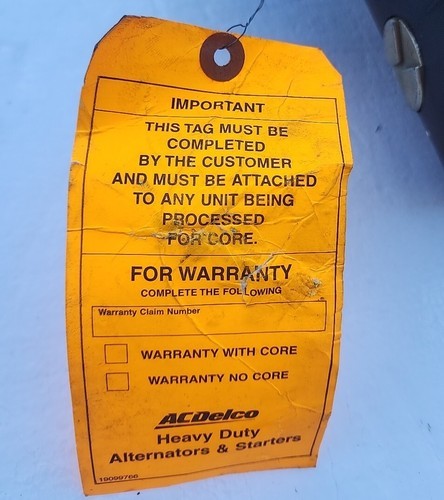 IMPORTANT
THIS TAG MUST BE
COMPLETED
BY THE CUSTOMER
AND MUST BE ATTACHED
TO ANY UNIT BEING
PROCESSED
FOR CORE.
FOR WARRANTY
COMPLETE THE FOLLOWING
Warranty Claim Number
WARRANTY WITH CORE
WARRANTY NO CORE
ACDelco
Heavy Duty
Alternators & Starters
19099766